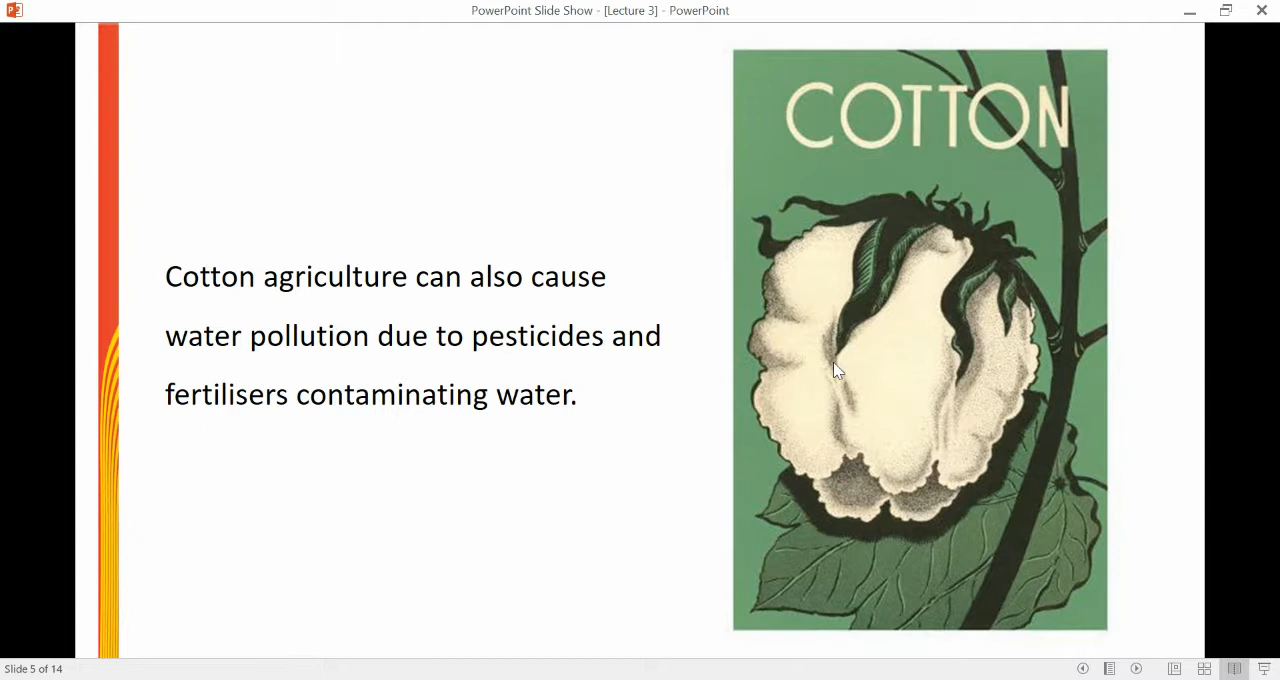 PowerPoint Slide Show - [Lecture 3] - PowerPoint
COTTON
Cotton agriculture can also cause
water pollution due to pesticides and
fertilisers contaminating water.
Slide 5 of 14